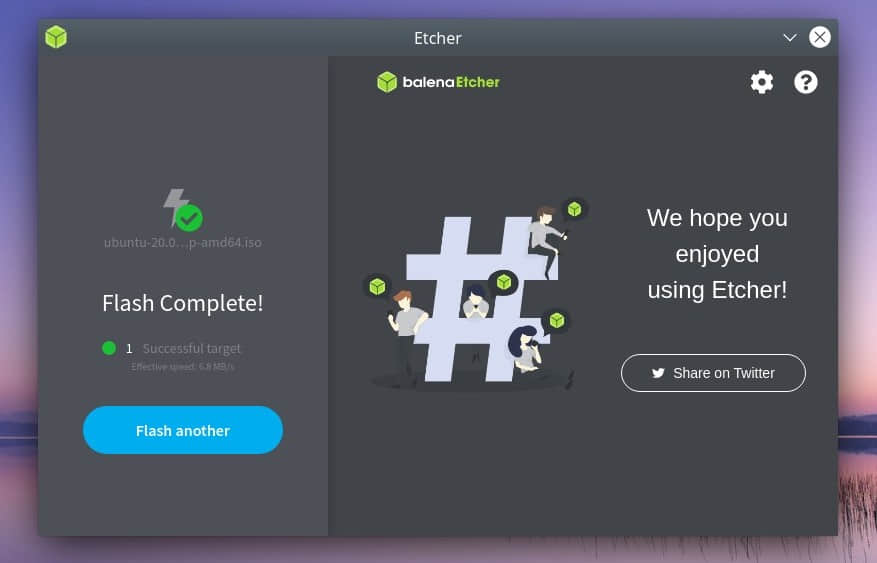 Etcher
balenaEtcher
ubuntu-20.0...p-amd64.iso
Flash Complete!
1 Successful target
Effective speed: 6.8 MB/s
Flash another
We hope you
enjoyed
using Etcher!
Share on Twitter